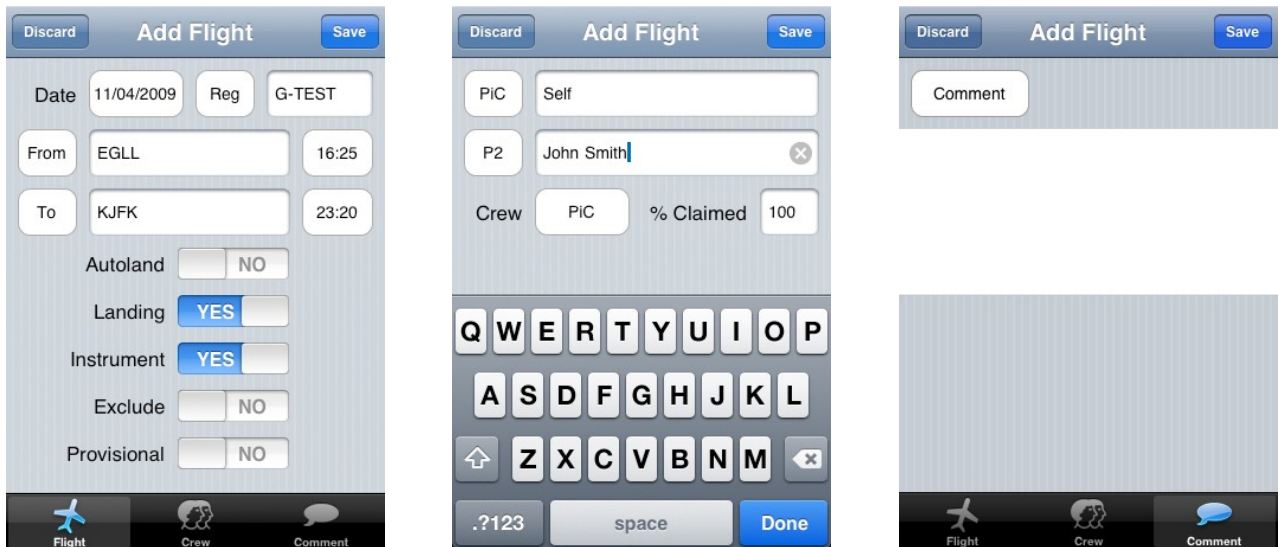 Discard Add Flight Save
Date 11/04/2009 Reg G-TEST
From EGLL 16:25
To KJFK 23:20
Autoland NO
Landing YES
Instrument YES
Exclude NO
Provisional NO
Flight Crew Comment
Discard Add Flight Save
PiC Self
P2 John Smith
Crew PiC % Claimed 100
Q W E R T Y U I O P
A S D F G H J K L
Z X C V B N M
.?123 space Done
Discard Add Flight Save
Comment
Flight Crew Comment